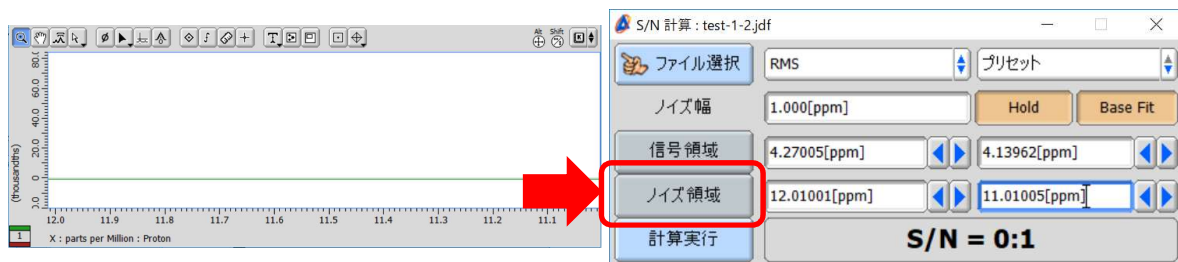 Alt Shift
80.0
60.0
40.0
20.0
0
(thousandths)
12.0 11.9 11.8 11.7 11.6 11.5 11.4 11.3 11.2 11.1
1 X : parts per Million : Proton
S/N 計算 : test-1-2.jdf
ファイル選択 RMS プリセット
ノイズ幅 1.000[ppm] Hold Base Fit
信号領域 4.27005[ppm] 4.13962[ppm]
ノイズ領域 12.01001[ppm] 11.01005[ppm]
計算実行 S/N = 0:1